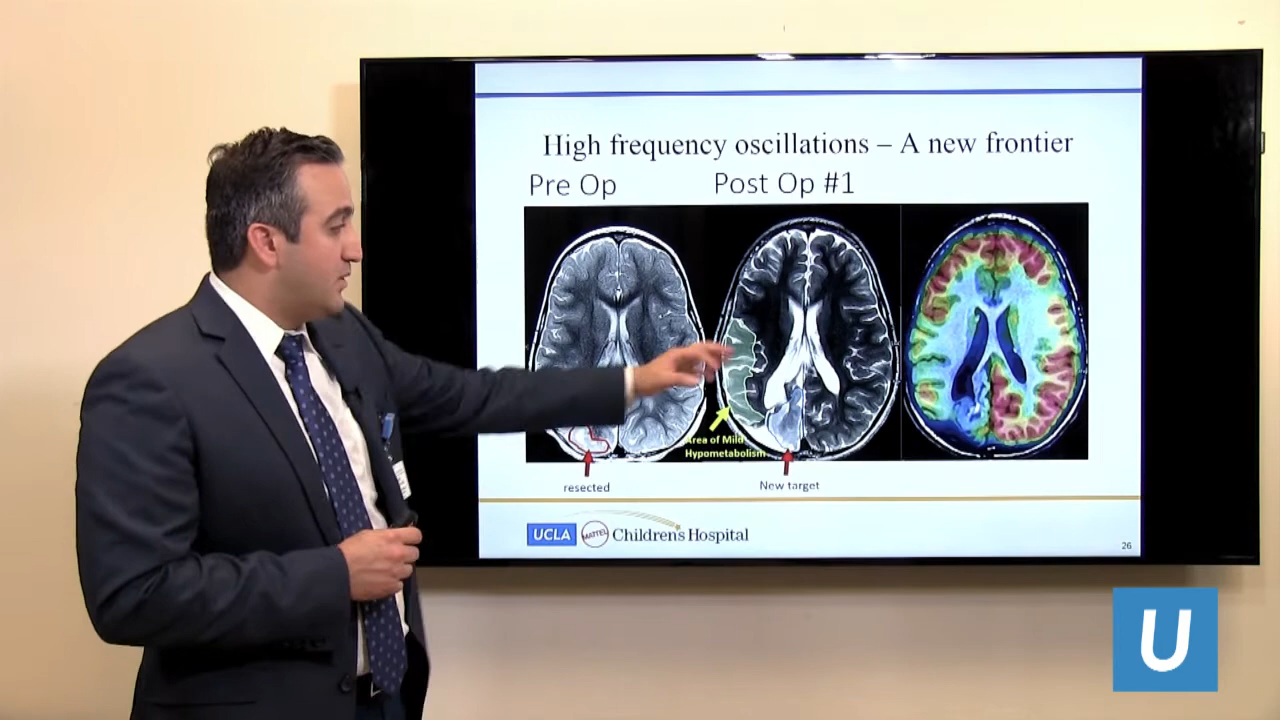 High frequency oscillations – A new frontier
Pre Op
Post Op #1
Area of Mild
Hypometabolism
resected
New target
UCLA
MATTEL
Children's Hospital
26
U